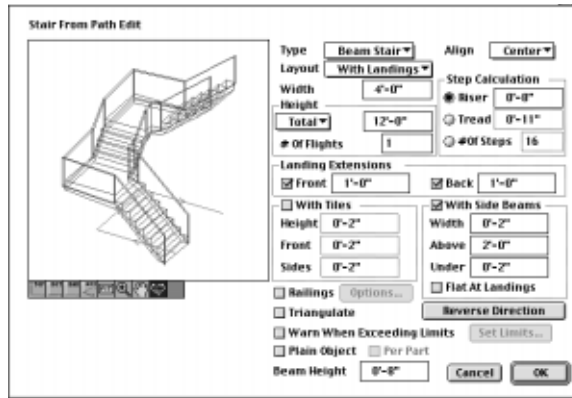 Stair From Path Edit
Type Beam Stair Align Center
Layout With Landings
Width 4'-0"
Step Calculation
Height
Riser 0'-8"
Total 12'-0"
Tread 0'-11"
# Of Flights 1
#Of Steps 16
Landing Extensions
Front 1'-0" Back 1'-0"
With Tiles
With Side Beams
Height 0'-2" Width 0'-2"
Front 0'-2" Above 2'-0"
Sides 0'-2" Under 0'-2"
Flat At Landings
Railings Options...
Triangulate Reverse Direction
Warn When Exceeding Limits Set Limits...
Plain Object Per Part
Beam Height 0'-8" Cancel OK